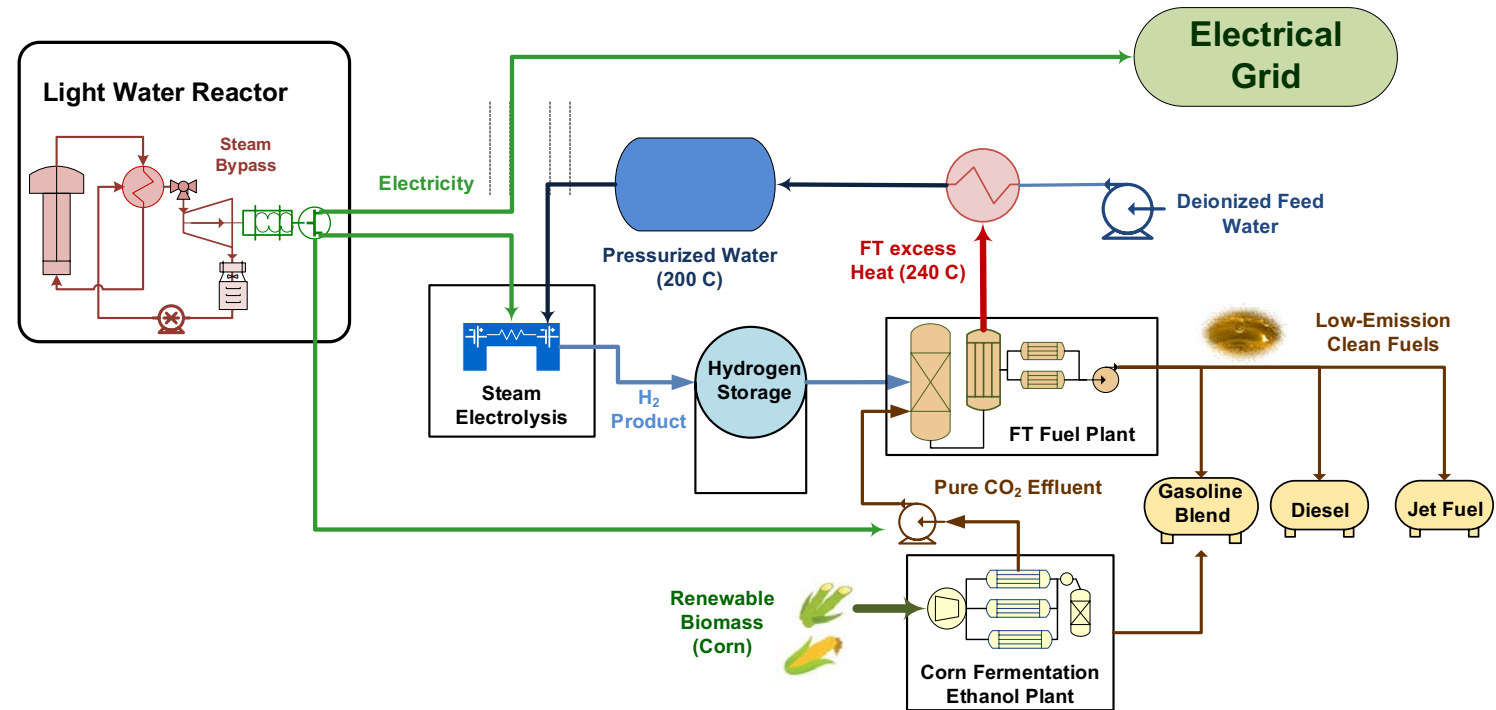 Electrical
Grid
Light Water Reactor
Steam
Bypass
Electricity
Pressurized Water
(200 C)
FT excess
Heat (240 C)
Deionized Feed
Water
Low-Emission
Clean Fuels
Steam
Electrolysis
H₂
Product
Hydrogen
Storage
FT Fuel Plant
Pure CO₂ Effluent
Gasoline
Blend
Diesel
Jet Fuel
Renewable
Biomass
(Corn)
Corn Fermentation
Ethanol Plant